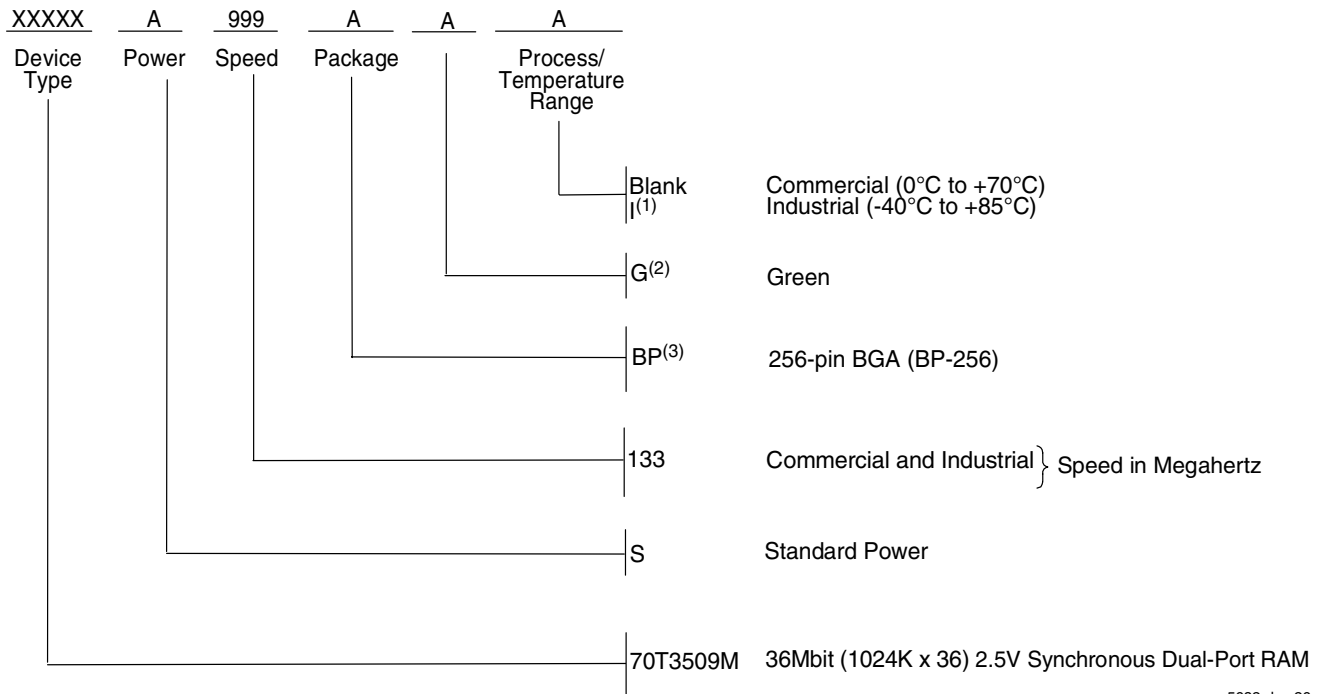 XXXXX A 999 A A A
Device Type Power Speed Package Process/ Temperature Range
Blank Commercial (0°C to +70°C)
I(1) Industrial (-40°C to +85°C)
G(2) Green
BP(3) 256-pin BGA (BP-256)
133 Commercial and Industrial } Speed in Megahertz
S Standard Power
70T3509M 36Mbit (1024K x 36) 2.5V Synchronous Dual-Port RAM